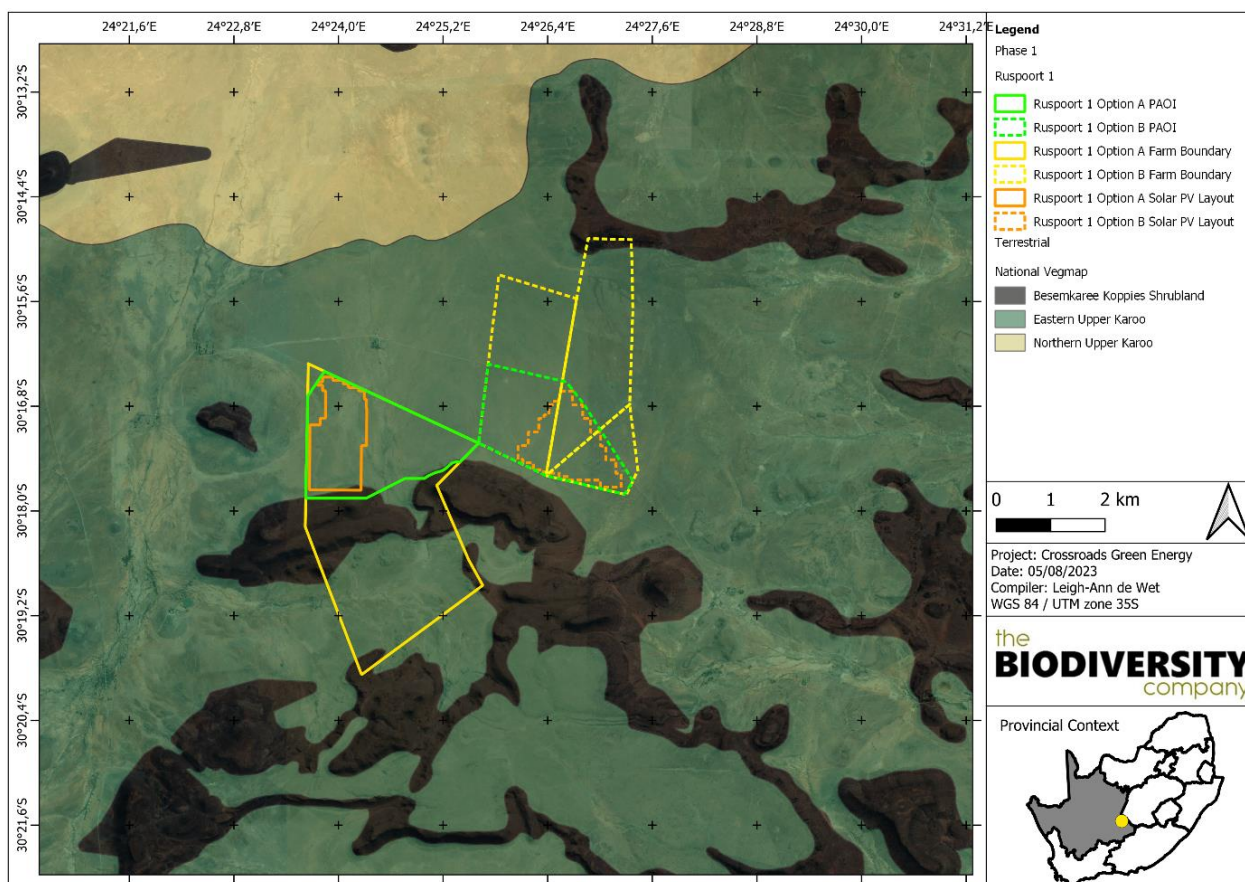 24°21,6'E 24°22,8'E 24°24,0'E 24°25,2'E 24°26,4'E 24°27,6'E 24°28,8'E 24°30,0'E 24°31,2'E
30°13,2'S
30°14,4'S
30°15,6'S
30°16,8'S
30°18,0'S
30°19,2'S
30°20,4'S
30°21,6'S
Legend
Phase 1
Ruspoort 1
Ruspoort 1 Option A PAOI
Ruspoort 1 Option B PAOI
Ruspoort 1 Option A Farm Boundary
Ruspoort 1 Option B Farm Boundary
Ruspoort 1 Option A Solar PV Layout
Ruspoort 1 Option B Solar PV Layout
Terrestrial
National Vegmap
Besemkaree Koppies Shrubland
Eastern Upper Karoo
Northern Upper Karoo
0 1 2 km
Project: Crossroads Green Energy
Date: 05/08/2023
Compiler: Leigh-Ann de Wet
WGS 84 / UTM zone 35S
the
BIODIVERSITY
company
Provincial Context